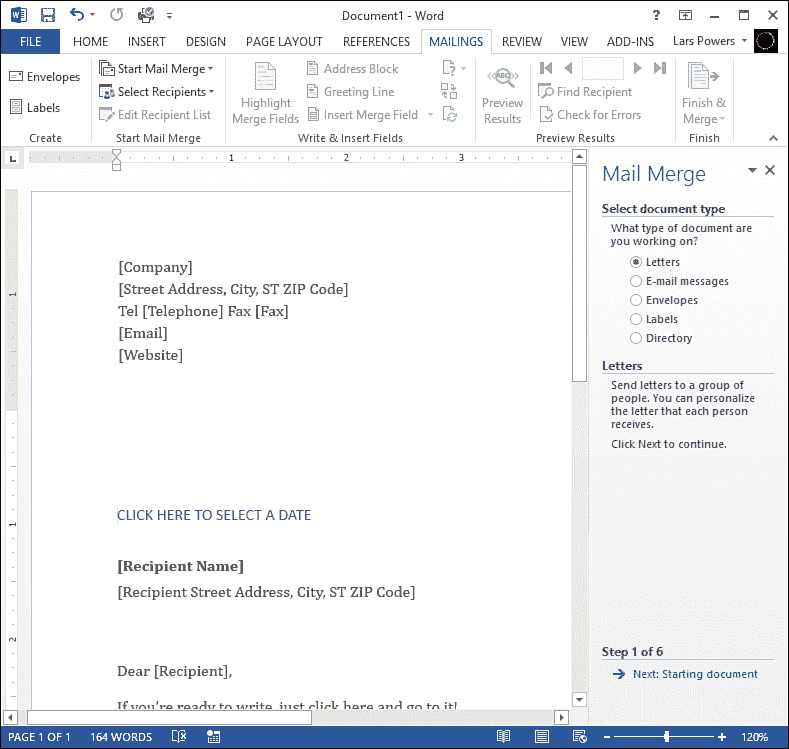 Document1 - Word
?
FILE HOME INSERT DESIGN PAGE LAYOUT REFERENCES MAILINGS REVIEW VIEW ADD-INS Lars Powers
Envelopes
Labels
Create
Start Mail Merge
Select Recipients
Edit Recipient List
Start Mail Merge
Highlight
Merge Fields
Address Block
Greeting Line
Insert Merge Field
Write & Insert Fields
ABC
Preview
Results
Find Recipient
Check for Errors
Preview Results
Finish &
Merge
Finish
L
1 2 3
1
1
2
[Company]
[Street Address, City, ST ZIP Code]
Tel [Telephone] Fax [Fax]
[Email]
[Website]
CLICK HERE TO SELECT A DATE
[Recipient Name]
[Recipient Street Address, City, ST ZIP Code]
Dear [Recipient],
If you're ready to write, just click here and go to it!
Mail Merge
Select document type
What type of document are
you working on?
Letters
E-mail messages
Envelopes
Labels
Directory
Letters
Send letters to a group of
people. You can personalize
the letter that each person
receives.
Click Next to continue.
Step 1 of 6
Next: Starting document
PAGE 1 OF 1 164 WORDS 120%